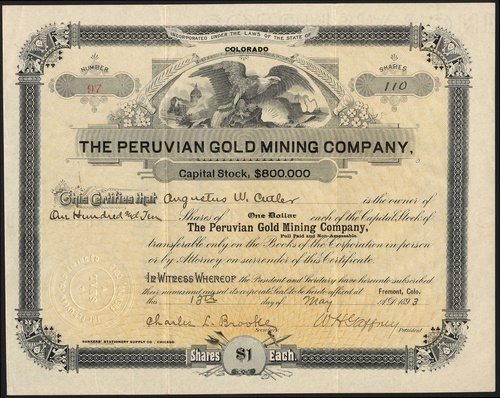 INCORPORATED UNDER THE LAWS OF THE STATE OF
COLORADO
NUMBER
97
SHARES
110
THE PERUVIAN GOLD MINING COMPANY,
Capital Stock, $800.000
This Certifies that Augustus W. Cutler is the owner of
One Hundred and Ten Shares of One Dollar each of the Capital Stock of
The Peruvian Gold Mining Company,
Full Paid and Non-Assessable.
transferable only on the Books of the Corporation in person
or by Attorney on surrender of this Certificate.
IN WITNESS WHEREOF the President and Secretary have hereunto subscribed
their names and caused its corporate Seal to be hereto affixed at Fremont, Colo.
this 13th day of May A.D. 1893
Charles L. Brooke W H Gaffney
President
Shares $1 Each.